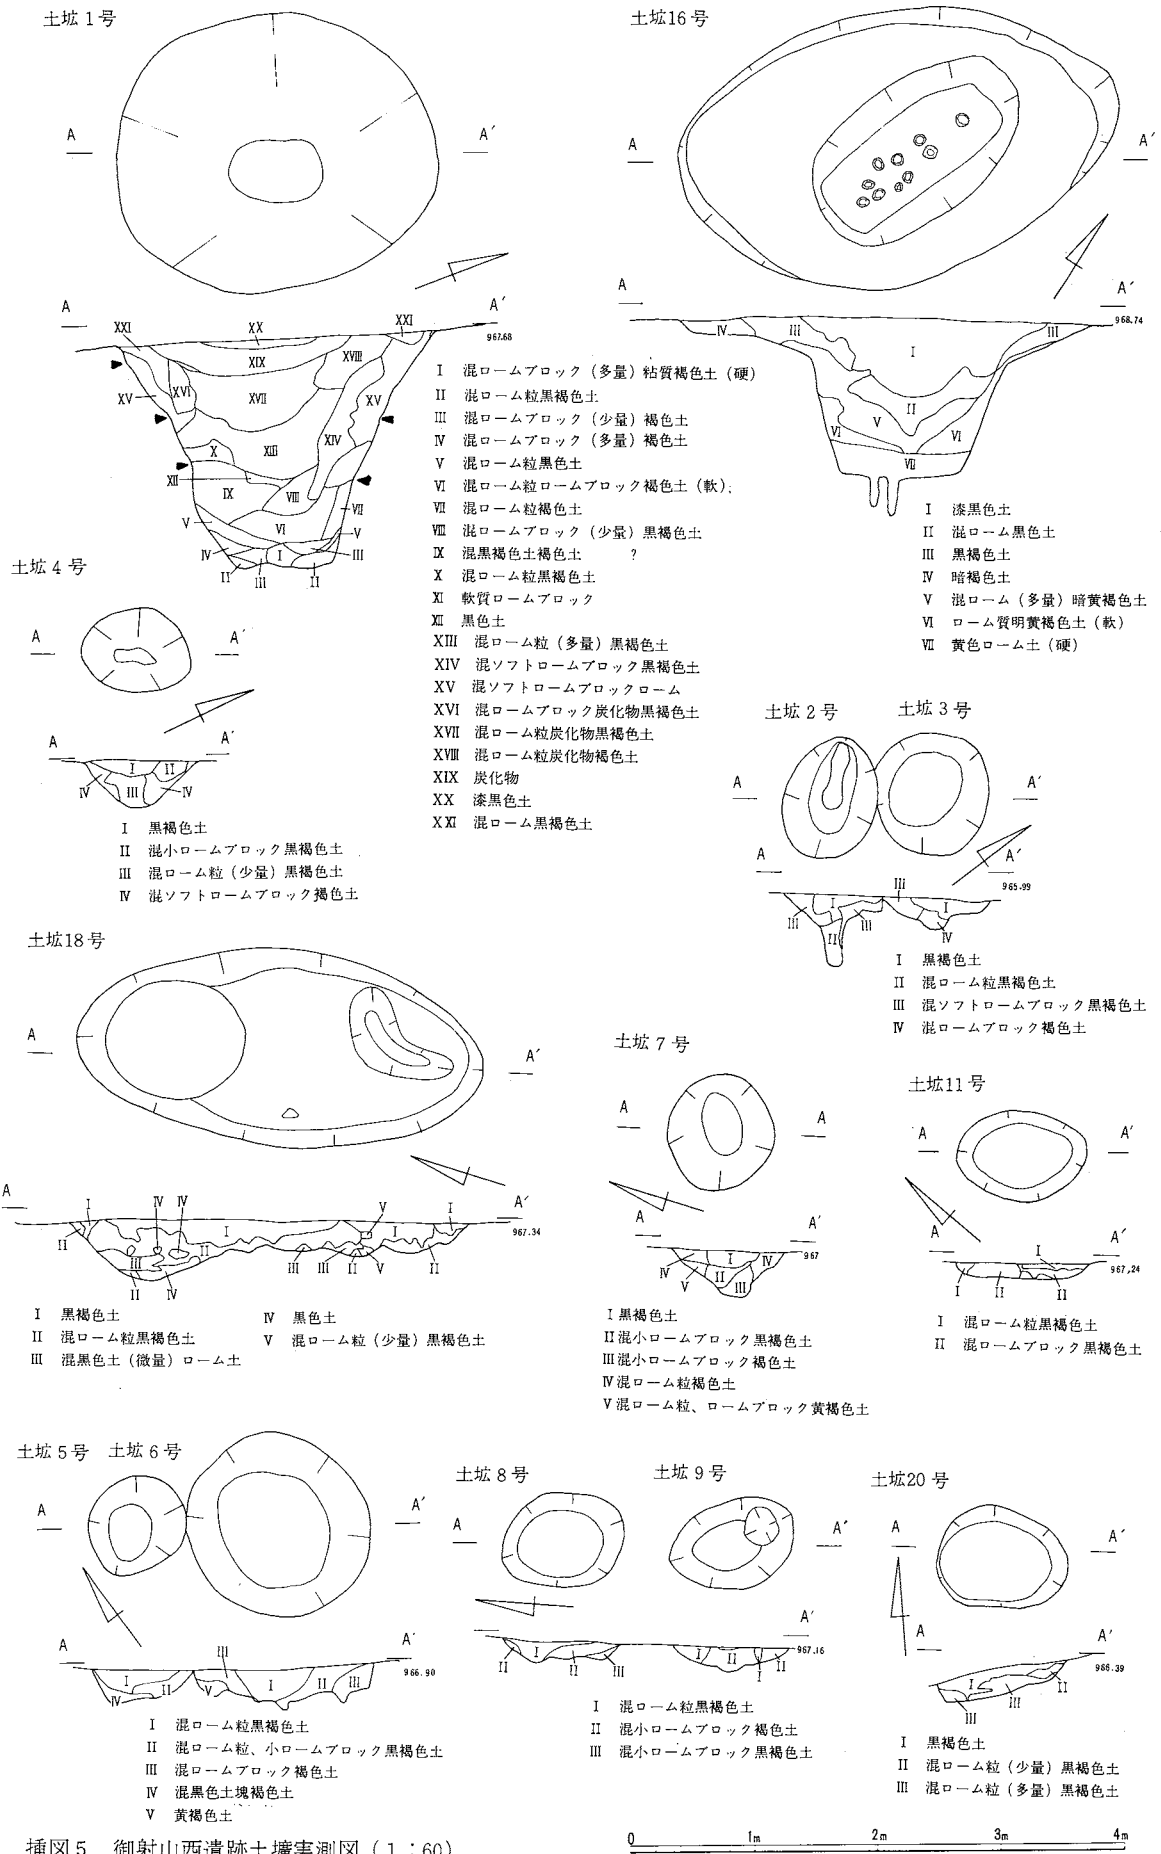 土坑1号
A
A′
A
A′
967.68
XXI
XX
XXI
XIX
XVIII
XVI
XVII
XV
XV
XIV
X
XIII
XII
IX
VIII
VII
VI
V
V
IV
I
III
II
III
II
I 混ロームブロック（多量）粘質褐色土（硬）
II 混ローム粒黒褐色土
III 混ロームブロック（少量）褐色土
IV 混ロームブロック（多量）褐色土
V 混ローム粒黒色土
VI 混ローム粒ロームブロック褐色土（軟）
VII 混ローム粒褐色土
VIII 混ロームブロック（少量）黒褐色土
IX 混黒褐色土褐色土 ?
X 混ローム粒黒褐色土
XI 軟質ロームブロック
XII 黒色土
XIII 混ローム粒（多量）黒褐色土
XIV 混ソフトロームブロック黒褐色土
XV 混ソフトロームブロックローム
XVI 混ロームブロック炭化物黒褐色土
XVII 混ローム粒炭化物黒褐色土
XVIII 混ローム粒炭化物褐色土
XIX 炭化物
XX 漆黒色土
XXI 混ローム黒褐色土
土坑16号
A
A′
A
A′
968.74
IV
III
I
III
II
V
VI
VI
VII
I 漆黒色土
II 混ローム黒色土
III 黒褐色土
IV 暗褐色土
V 混ローム（多量）暗黄褐色土
VI ローム質明黄褐色土（軟）
VII 黄色ローム土（硬）
土坑4号
A
A′
A
A′
I
II
IV
III
IV
I 黒褐色土
II 混小ロームブロック黒褐色土
III 混ローム粒（少量）黒褐色土
IV 混ソフトロームブロック褐色土
土坑2号 土坑3号
A
A′
A
A′
965.99
III
I
I
III
II
III
IV
I 黒褐色土
II 混ローム粒黒褐色土
III 混ソフトロームブロック黒褐色土
IV 混ロームブロック褐色土
土坑18号
A
A′
A
A′
967.34
I
IV
IV
V
I
I
I
II
II
III
II
IV
III
III
II
V
II
I 黒褐色土
II 混ローム粒黒褐色土
III 混黒色土（微量）ローム土
IV 黒色土
V 混ローム粒（少量）黒褐色土
土坑7号
A
A
A
A′
967
I
IV
IV
V
II
III
I 黒褐色土
II 混小ロームブロック黒褐色土
III 混小ロームブロック褐色土
IV 混ローム粒褐色土
V 混ローム粒、ロームブロック黄褐色土
土坑11号
A
A′
A
A′
967,24
I
I
II
II
I 混ローム粒黒褐色土
II 混ロームブロック黒褐色土
土坑5号 土坑6号
A
A′
A
A′
966.90
III
I
II
IV
V
I
II
III
I 混ローム粒黒褐色土
II 混ローム粒、小ロームブロック黒褐色土
III 混ロームブロック褐色土
IV 混黒色土塊褐色土
V 黄褐色土
土坑8号 土坑9号
A
A′
A
A′
967.16
I
II
II
III
I
II
II
I
I 混ローム粒黒褐色土
II 混小ロームブロック褐色土
III 混小ロームブロック黒褐色土
土坑20号
A
A′
A
A′
966.39
I
II
III
III
I 黒褐色土
II 混ローム粒（少量）黒褐色土
III 混ローム粒（多量）黒褐色土
挿図5 御射山西遺跡土壙実測図（1：60）
0 1m 2m 3m 4m